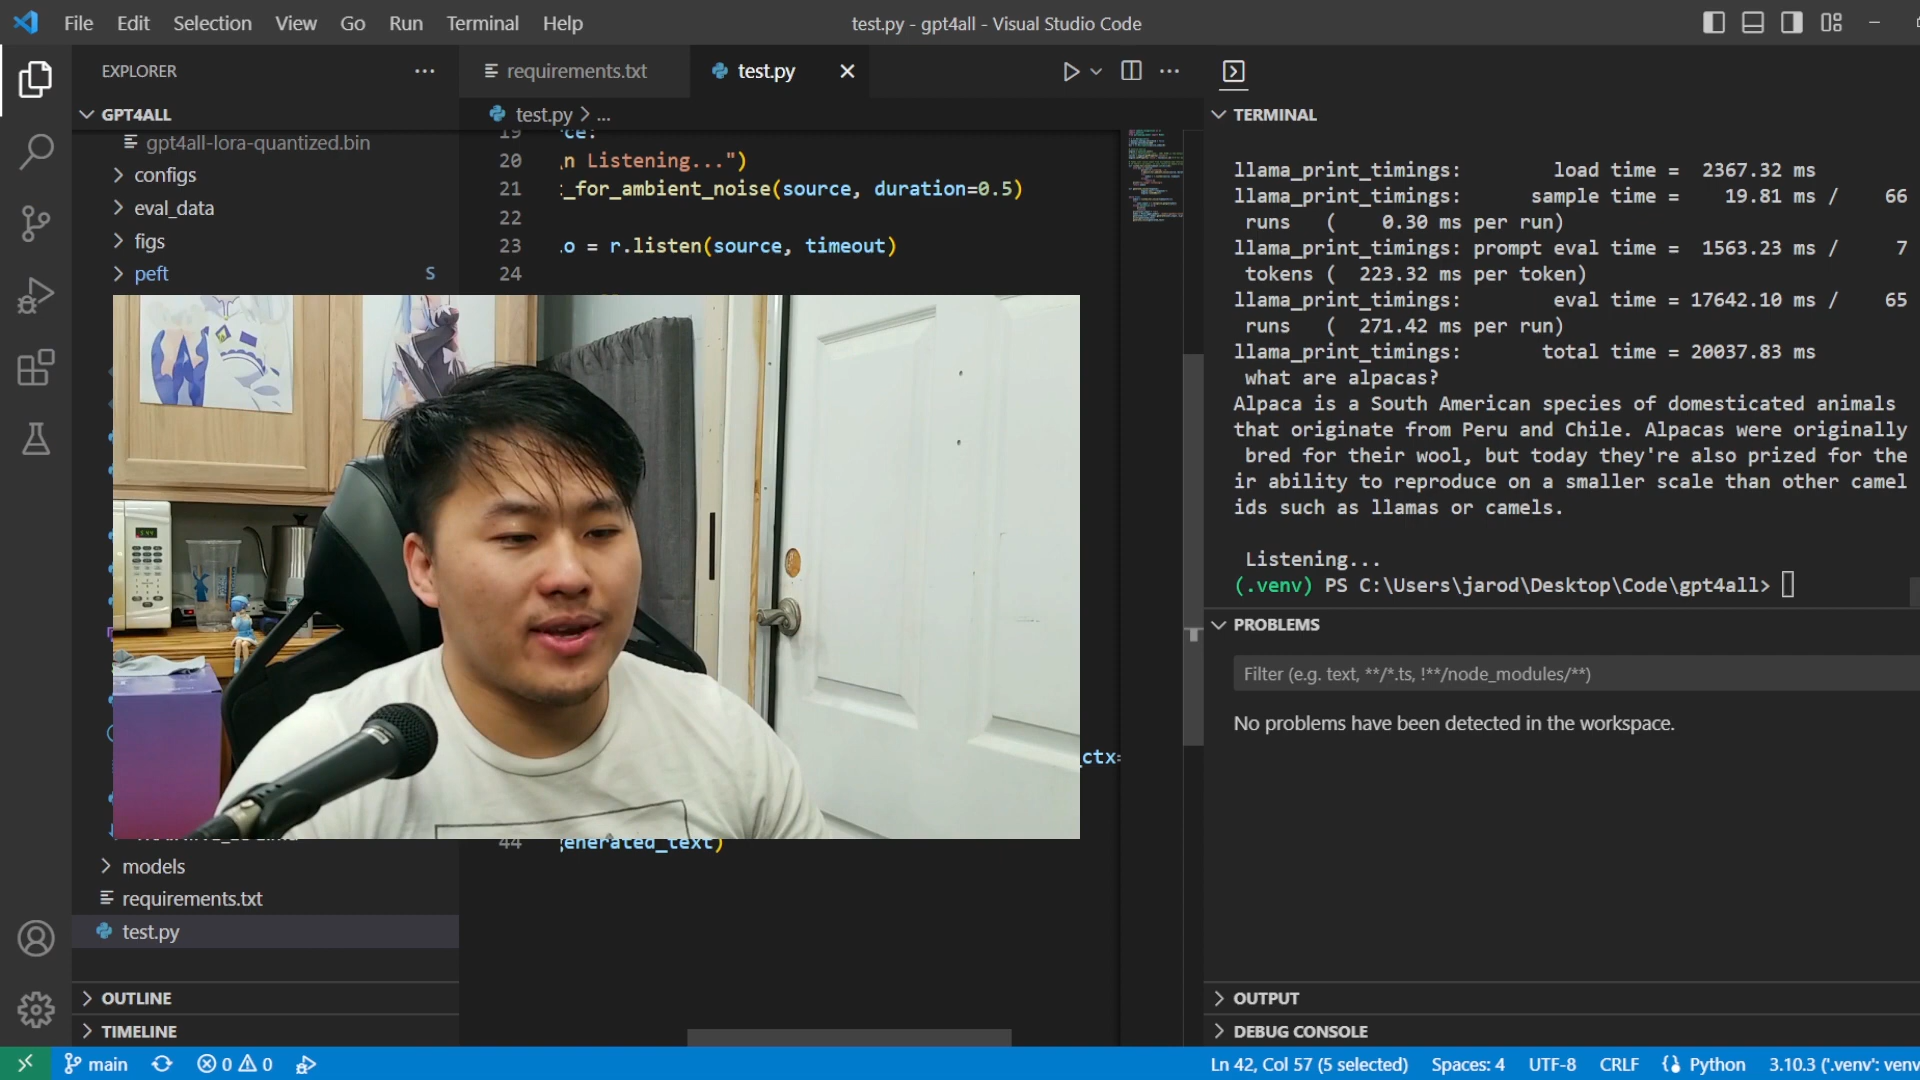 File Edit Selection View Go Run Terminal Help
test.py - gpt4all - Visual Studio Code
EXPLORER
GPT4ALL
gpt4all-lora-quantized.bin
configs
eval_data
figs
peft S
models
requirements.txt
test.py
OUTLINE
TIMELINE
requirements.txt
test.py
test.py > ...
19 ce:
20 n Listening...")
21 _for_ambient_noise(source, duration=0.5)
22
23 o = r.listen(source, timeout)
24
_ctx=
44 generated_text)
TERMINAL
llama_print_timings: load time = 2367.32 ms
llama_print_timings: sample time = 19.81 ms / 66
runs ( 0.30 ms per run)
llama_print_timings: prompt eval time = 1563.23 ms / 7
tokens ( 223.32 ms per token)
llama_print_timings: eval time = 17642.10 ms / 65
runs ( 271.42 ms per run)
llama_print_timings: total time = 20037.83 ms
what are alpacas?
Alpaca is a South American species of domesticated animals
that originate from Peru and Chile. Alpacas were originally
bred for their wool, but today they're also prized for the
ir ability to reproduce on a smaller scale than other camel
ids such as llamas or camels.
Listening...
(.venv) PS C:\Users\jarod\Desktop\Code\gpt4all>
PROBLEMS
Filter (e.g. text, **/*.ts, !**/node_modules/**)
No problems have been detected in the workspace.
OUTPUT
DEBUG CONSOLE
main 0 0
Ln 42, Col 57 (5 selected) Spaces: 4 UTF-8 CRLF Python 3.10.3 ('.venv': venv